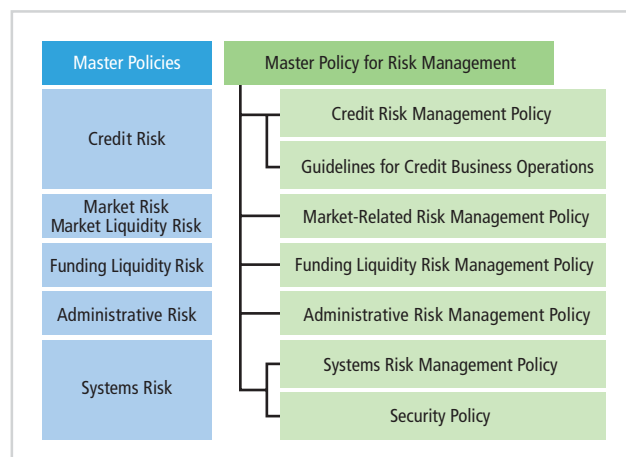 Master Policies
Master Policy for Risk Management
Credit Risk
Credit Risk Management Policy
Guidelines for Credit Business Operations
Market Risk
Market Liquidity Risk
Market-Related Risk Management Policy
Funding Liquidity Risk
Funding Liquidity Risk Management Policy
Administrative Risk
Administrative Risk Management Policy
Systems Risk
Systems Risk Management Policy
Security Policy